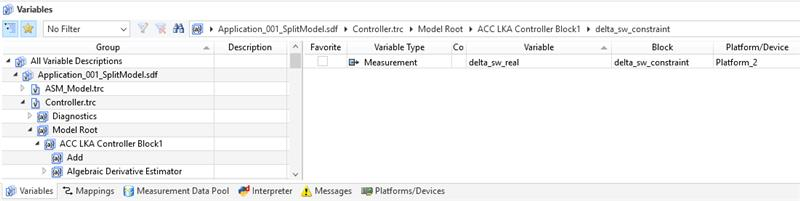 Variables
No Filter
Application_001_SplitModel.sdf
Controller.trc
Model Root
ACC LKA Controller Block1
delta_sw_constraint
Group
Description
Favorite
Variable Type
Co
Variable
Block
Platform/Device
All Variable Descriptions
Measurement
delta_sw_real
delta_sw_constraint
Platform_2
Application_001_SplitModel.sdf
ASM_Model.trc
Controller.trc
Diagnostics
Model Root
ACC LKA Controller Block1
Add
Algebraic Derivative Estimator
Variables
Mappings
Measurement Data Pool
Interpreter
Messages
Platforms/Devices